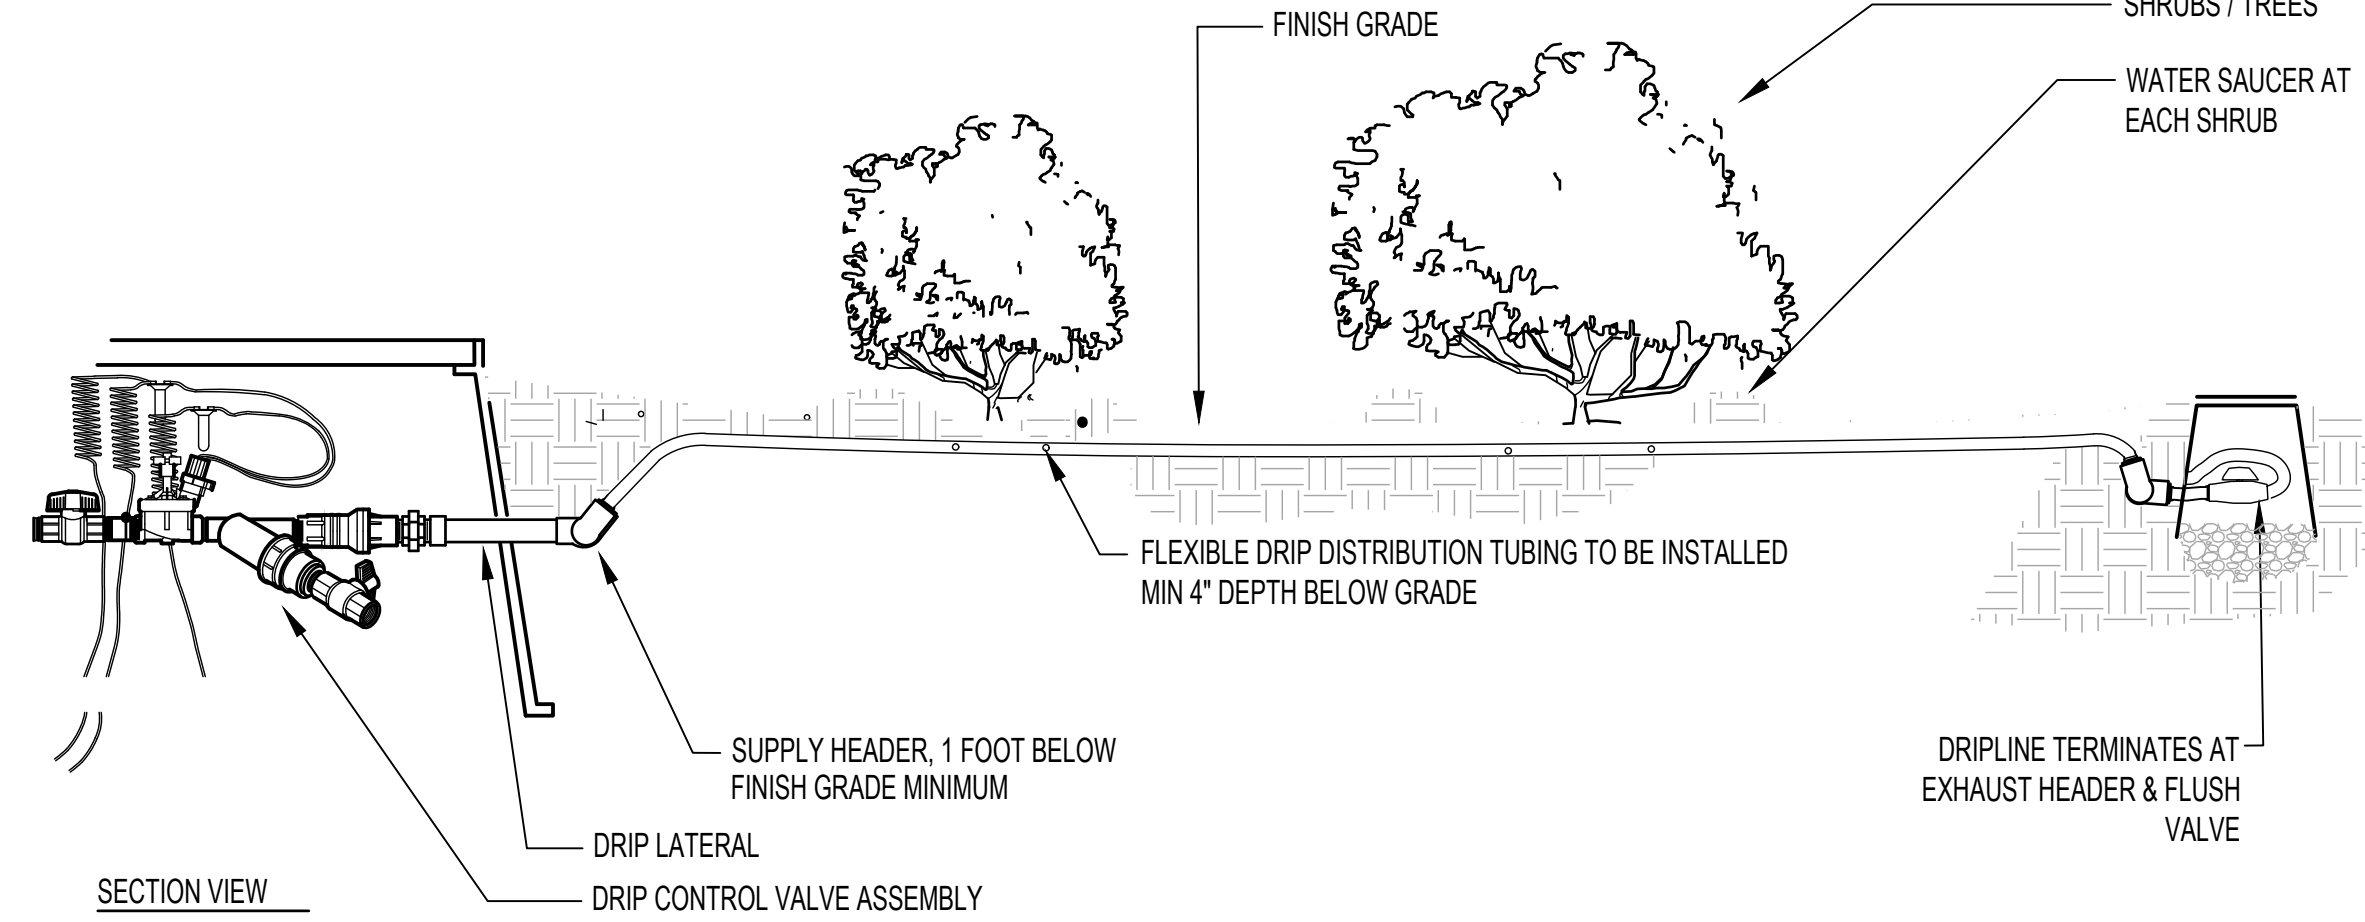 SHRUBS / TREES
FINISH GRADE
WATER SAUCER AT
EACH SHRUB
FLEXIBLE DRIP DISTRIBUTION TUBING TO BE INSTALLED
MIN 4" DEPTH BELOW GRADE
SUPPLY HEADER, 1 FOOT BELOW
FINISH GRADE MINIMUM
DRIPLINE TERMINATES AT
EXHAUST HEADER & FLUSH
VALVE
DRIP LATERAL
DRIP CONTROL VALVE ASSEMBLY
SECTION VIEW